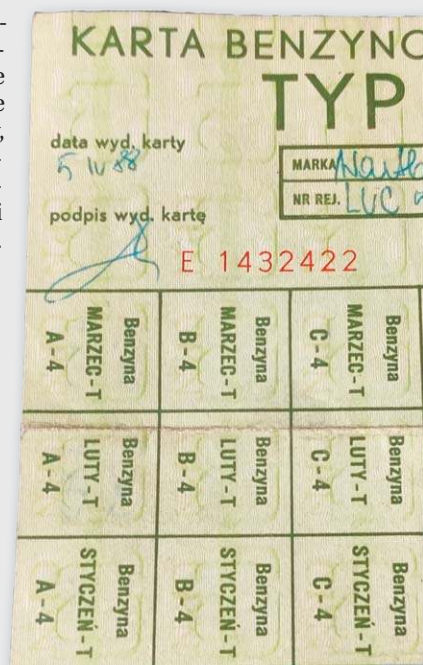 KARTA BENZYNO
TYP
data wyd. karty
5 IV 88
MARKA
NR REJ. LUC
podpis wyd. kartę
E 1432422
Benzyna
MARZEC-T
A-4
Benzyna
MARZEC-T
B-4
Benzyna
MARZEC-T
C-4
Benzyna
LUTY-T
A-4
Benzyna
LUTY-T
B-4
Benzyna
LUTY-T
C-4
Benzyna
STYCZEŃ-T
A-4
Benzyna
STYCZEŃ-T
B-4
Benzyna
STYCZEŃ-T
C-4